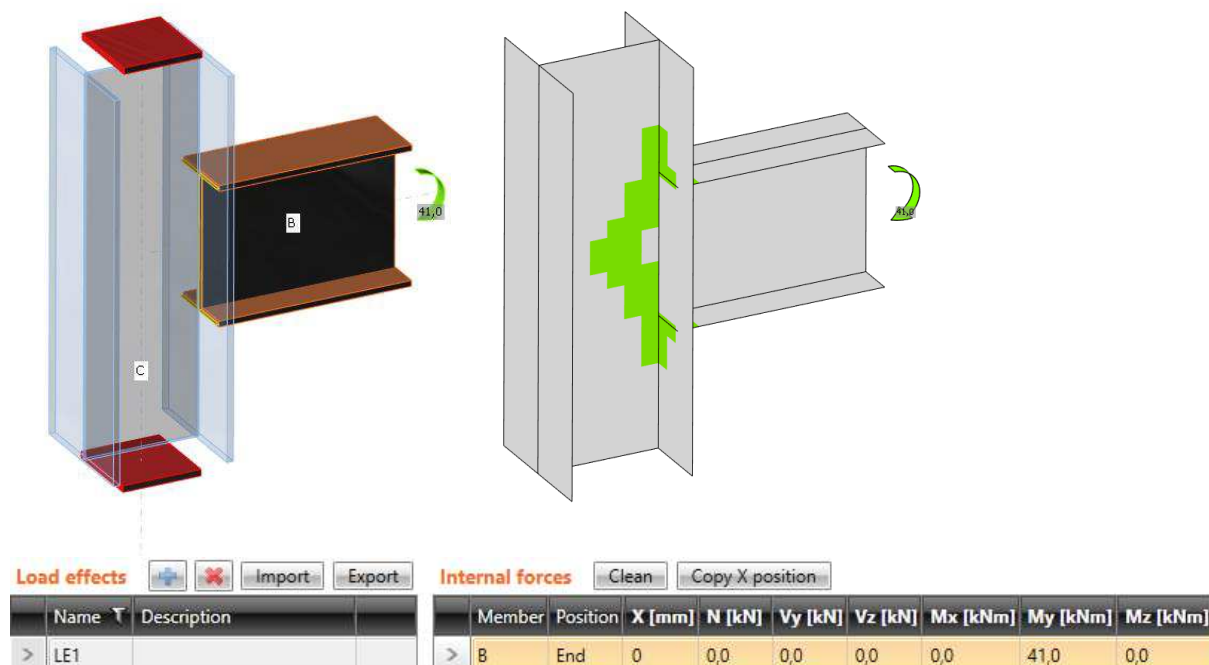 41,0
B
C
41,0
Load effects Import Export
Internal forces Clean Copy X position
Name Description
Member Position X [mm] N [kN] Vy [kN] Vz [kN] Mx [kNm] My [kNm] Mz [kNm]
> LE1
> B End 0 0,0 0,0 0,0 0,0 41,0 0,0